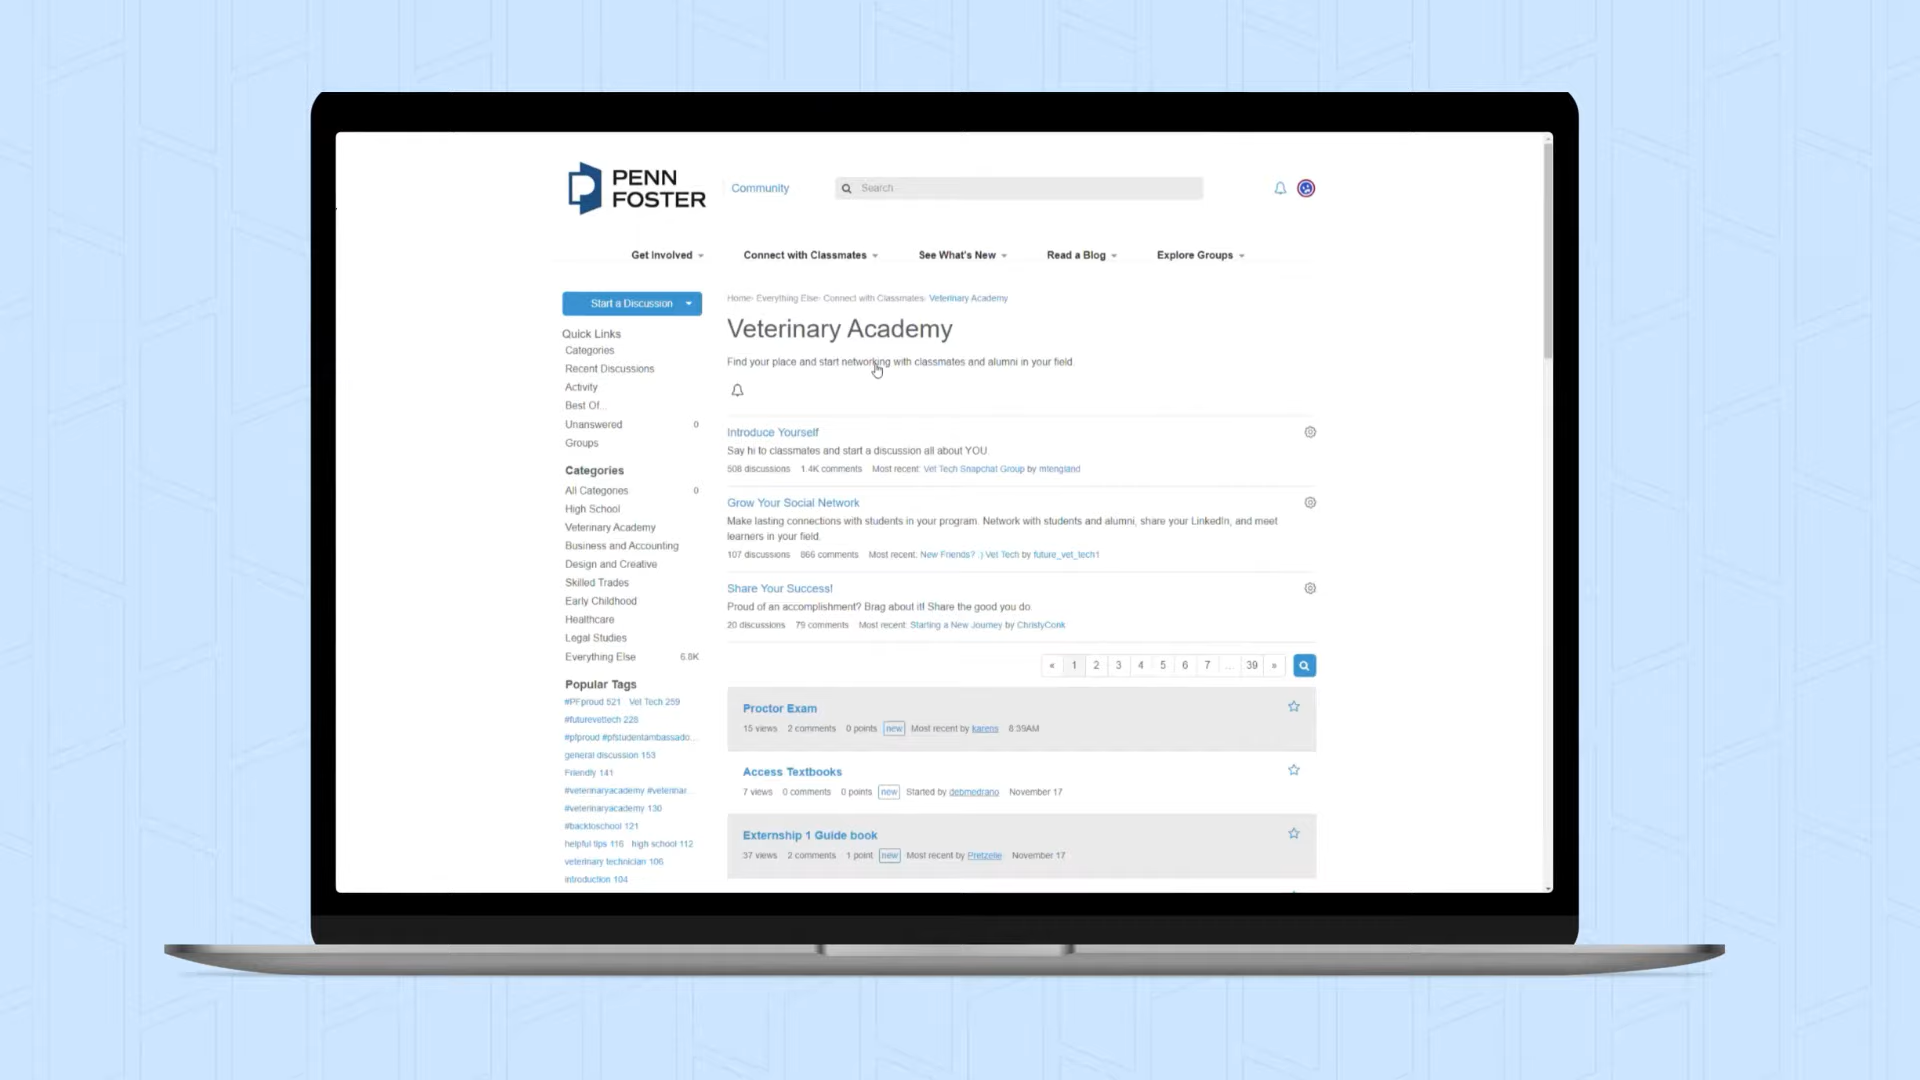 PENN
FOSTER
Community
Search
Get Involved
Connect with Classmates
See What's New
Read a Blog
Explore Groups
Start a Discussion
Quick Links
Categories
Recent Discussions
Activity
Best Of...
Unanswered 0
Groups
Categories
All Categories 0
High School
Veterinary Academy
Business and Accounting
Design and Creative
Skilled Trades
Early Childhood
Healthcare
Legal Studies
Everything Else 6.8K
Popular Tags
#PFproud 521 Vet Tech 259
#futurevettech 228
#pfproud #pfstudentambassado...
general discussion 153
Friendly 141
#veterinaryacademy #veterinar...
#veterinaryacademy 130
#backtoschool 121
helpful tips 116 high school 112
veterinary technician 106
introduction 104
Home› Everything Else› Connect with Classmates› Veterinary Academy
Veterinary Academy
Find your place and start networking with classmates and alumni in your field.
Introduce Yourself
Say hi to classmates and start a discussion all about YOU.
508 discussions 1.4K comments Most recent: Vet Tech Snapchat Group by mtengland
Grow Your Social Network
Make lasting connections with students in your program. Network with students and alumni, share your LinkedIn, and meet
learners in your field.
107 discussions 866 comments Most recent: New Friends? :) Vet Tech by future_vet_tech1
Share Your Success!
Proud of an accomplishment? Brag about it! Share the good you do.
20 discussions 79 comments Most recent: Starting a New Journey by ChristyConk
« 1 2 3 4 5 6 7 ... 39 »
Proctor Exam
15 views 2 comments 0 points new Most recent by karens 8:39AM
Access Textbooks
7 views 0 comments 0 points new Started by debmedrano November 17
Externship 1 Guide book
37 views 2 comments 1 point new Most recent by Pretzelle November 17